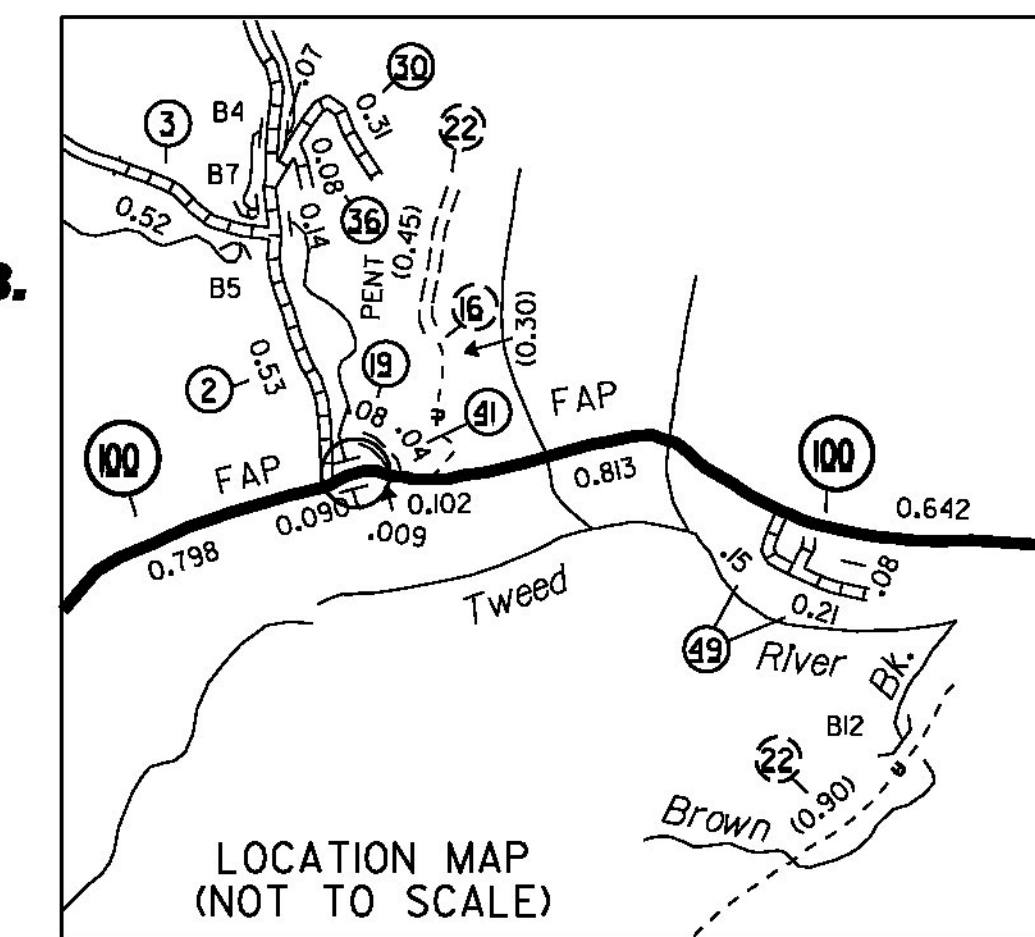 .07
30
B4
3
0.31
22
B7
0.08
0.52
0.14
36
PENT
(0.45)
B5
16
(0.30)
B.
0.53
19
2
.08
.04
41
FAP
100
FAP
0.813
100
0.090
0.102
0.642
.009
0.798
.15
.08
Tweed
0.21
49
River
Bk.
B12
22
(0.90)
Brown
LOCATION MAP
(NOT TO SCALE)